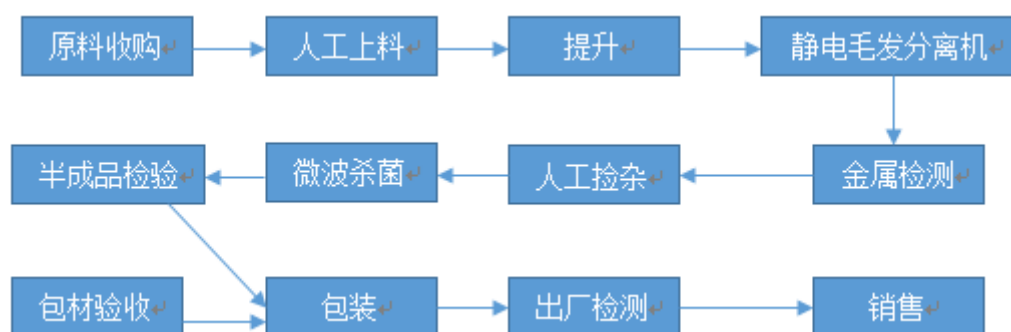 原料收购
人工上料
提升
静电毛发分离机
半成品检验
微波杀菌
人工捡杂
金属检测
包材验收
包装
出厂检测
销售